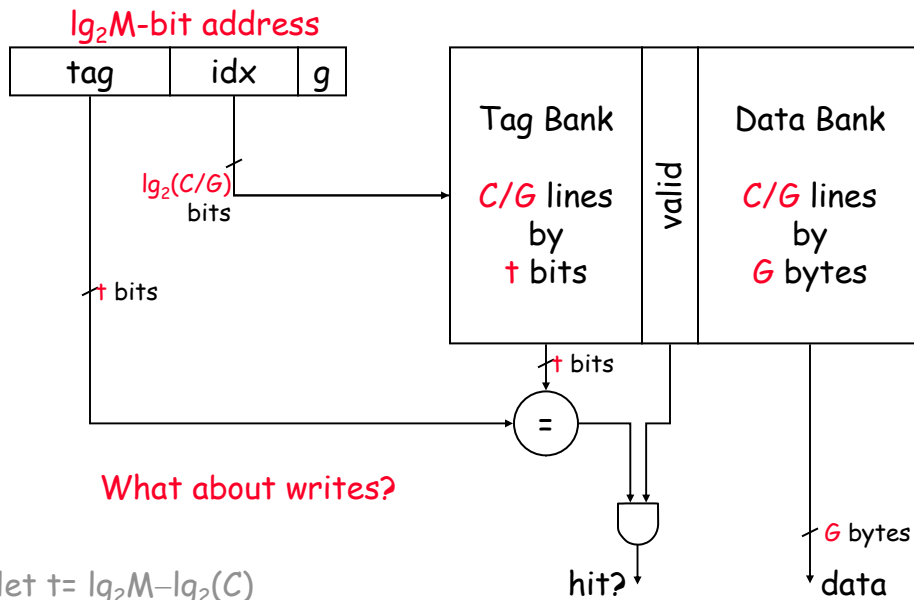 lg₂M-bit address
tag idx g
Tag Bank
C/G lines
by
t bits
valid
Data Bank
C/G lines
by
G bytes
lg₂(C/G)
bits
t bits
t bits
=
What about writes?
G bytes
let t= lg₂M–lg₂(C)
hit?
data